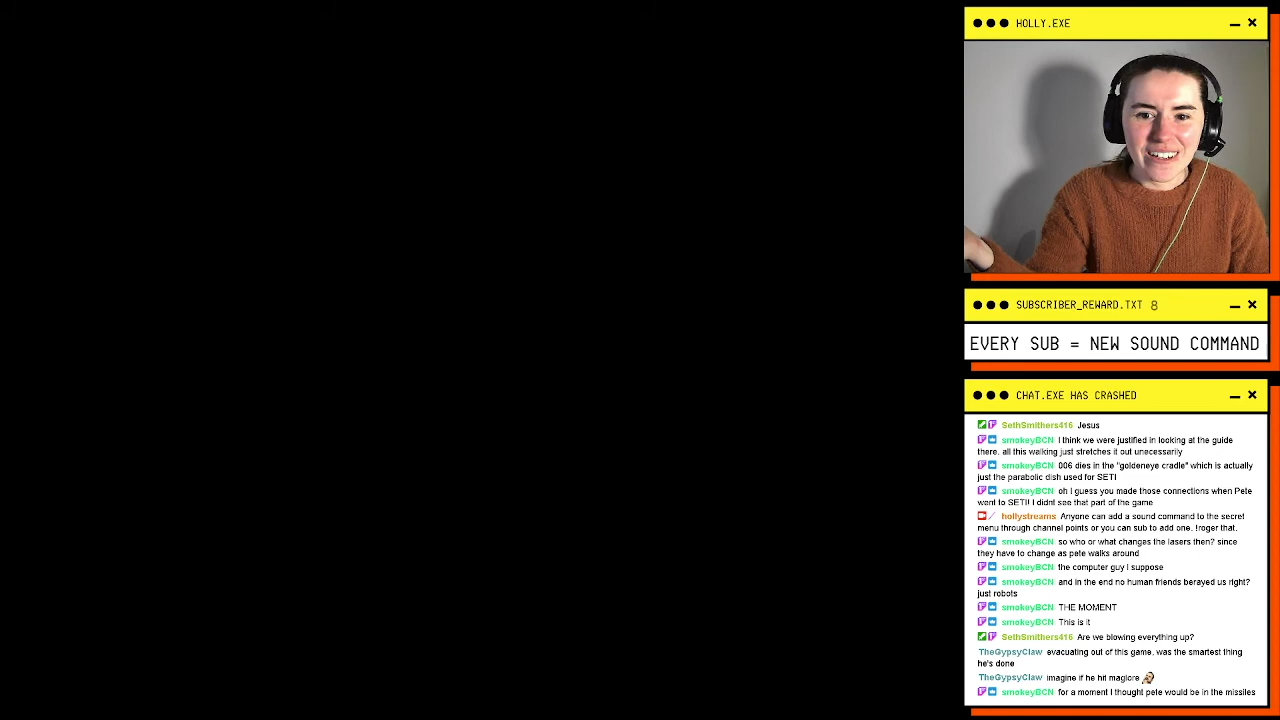 HOLLY.EXE
SUBSCRIBER_REWARD.TXT 8
EVERY SUB = NEW SOUND COMMAND
CHAT.EXE HAS CRASHED
SethSmithers416 Jesus
smokeyBCN I think we were justified in looking at the guide
there. all this walking just stretches it out unecessarily
smokeyBCN 006 dies in the "goldeneye cradle" which is actually
just the parabolic dish used for SETI
smokeyBCN oh I guess you made those connections when Pete
went to SETI! I didnt see that part of the game
hollystreams Anyone can add a sound command to the secret
menu through channel points or you can sub to add one. !roger that.
smokeyBCN so who or what changes the lasers then? since
they have to change as pete walks around
smokeyBCN the computer guy I suppose
smokeyBCN and in the end no human friends berayed us right?
just robots
smokeyBCN THE MOMENT
smokeyBCN This is it
SethSmithers416 Are we blowing everything up?
TheGypsyClaw evacuating out of this game, was the smartest thing
he's done
TheGypsyClaw imagine if he hit maglore
smokeyBCN for a moment I thought pete would be in the missiles